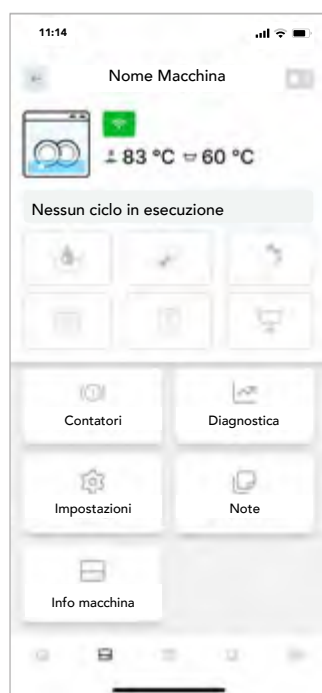 11:14
Nome Macchina
83 °C 60 °C
Nessun ciclo in esecuzione
Contatori
Diagnostica
Impostazioni
Note
Info macchina